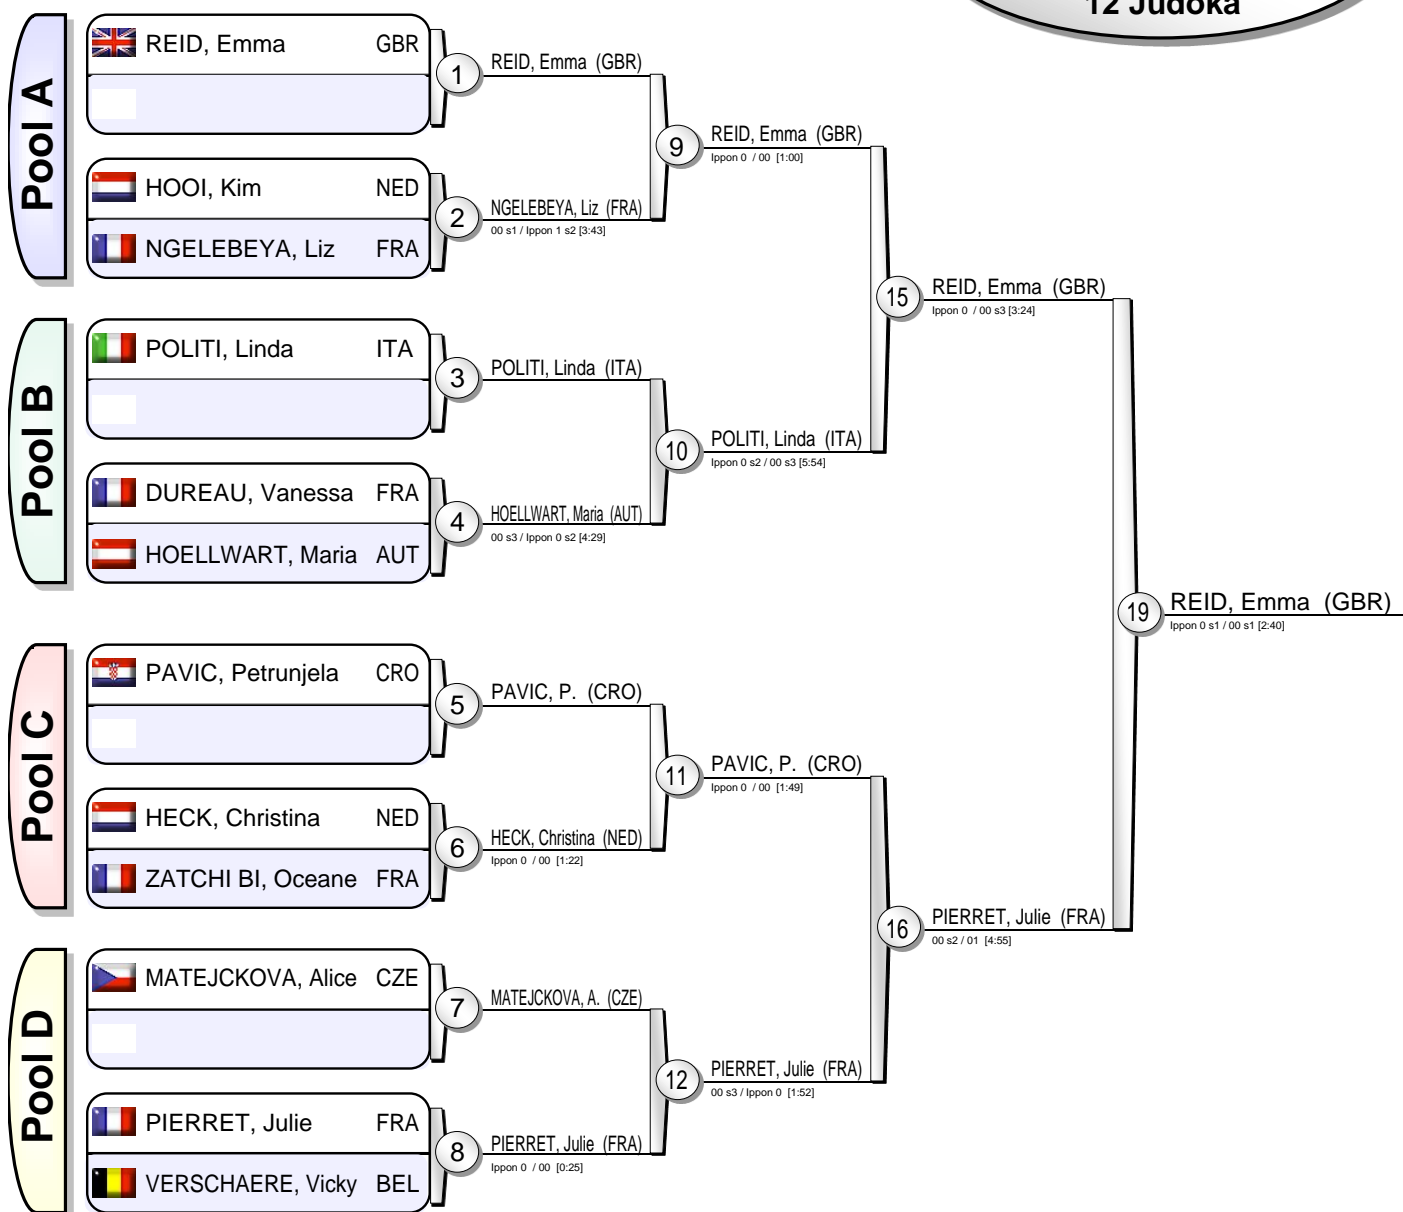 12 Judoka
Pool A
REID, Emma GBR
HOOI, Kim NED
NGELEBEYA, Liz FRA
Pool B
POLITI, Linda ITA
DUREAU, Vanessa FRA
HOELLWART, Maria AUT
Pool C
PAVIC, Petrunjela CRO
HECK, Christina NED
ZATCHI BI, Oceane FRA
Pool D
MATEJCKOVA, Alice CZE
PIERRET, Julie FRA
VERSCHAERE, Vicky BEL
1
REID, Emma (GBR)
2
NGELEBEYA, Liz (FRA)
00 s1 / Ippon 1 s2 [3:43]
3
POLITI, Linda (ITA)
4
HOELLWART, Maria (AUT)
00 s3 / Ippon 0 s2 [4:29]
5
PAVIC, P. (CRO)
6
HECK, Christina (NED)
Ippon 0 / 00 [1:22]
7
MATEJCKOVA, A. (CZE)
8
PIERRET, Julie (FRA)
Ippon 0 / 00 [0:25]
9
REID, Emma (GBR)
Ippon 0 / 00 [1:00]
10
POLITI, Linda (ITA)
Ippon 0 s2 / 00 s3 [5:54]
11
PAVIC, P. (CRO)
Ippon 0 / 00 [1:49]
12
PIERRET, Julie (FRA)
00 s3 / Ippon 0 [1:52]
15
REID, Emma (GBR)
Ippon 0 / 00 s3 [3:24]
16
PIERRET, Julie (FRA)
00 s2 / 01 [4:55]
19
REID, Emma (GBR)
Ippon 0 s1 / 00 s1 [2:40]